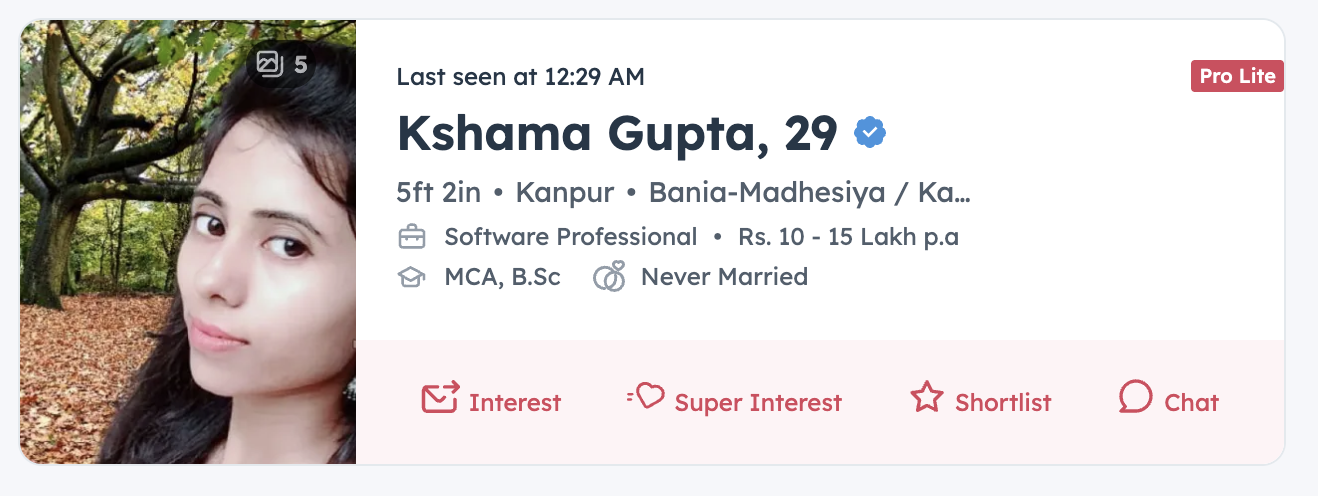 5
Last seen at 12:29 AM
Pro Lite
Kshama Gupta, 29
5ft 2in • Kanpur • Bania-Madhesiya / Ka...
Software Professional • Rs. 10 - 15 Lakh p.a
MCA, B.Sc Never Married
Interest Super Interest Shortlist Chat